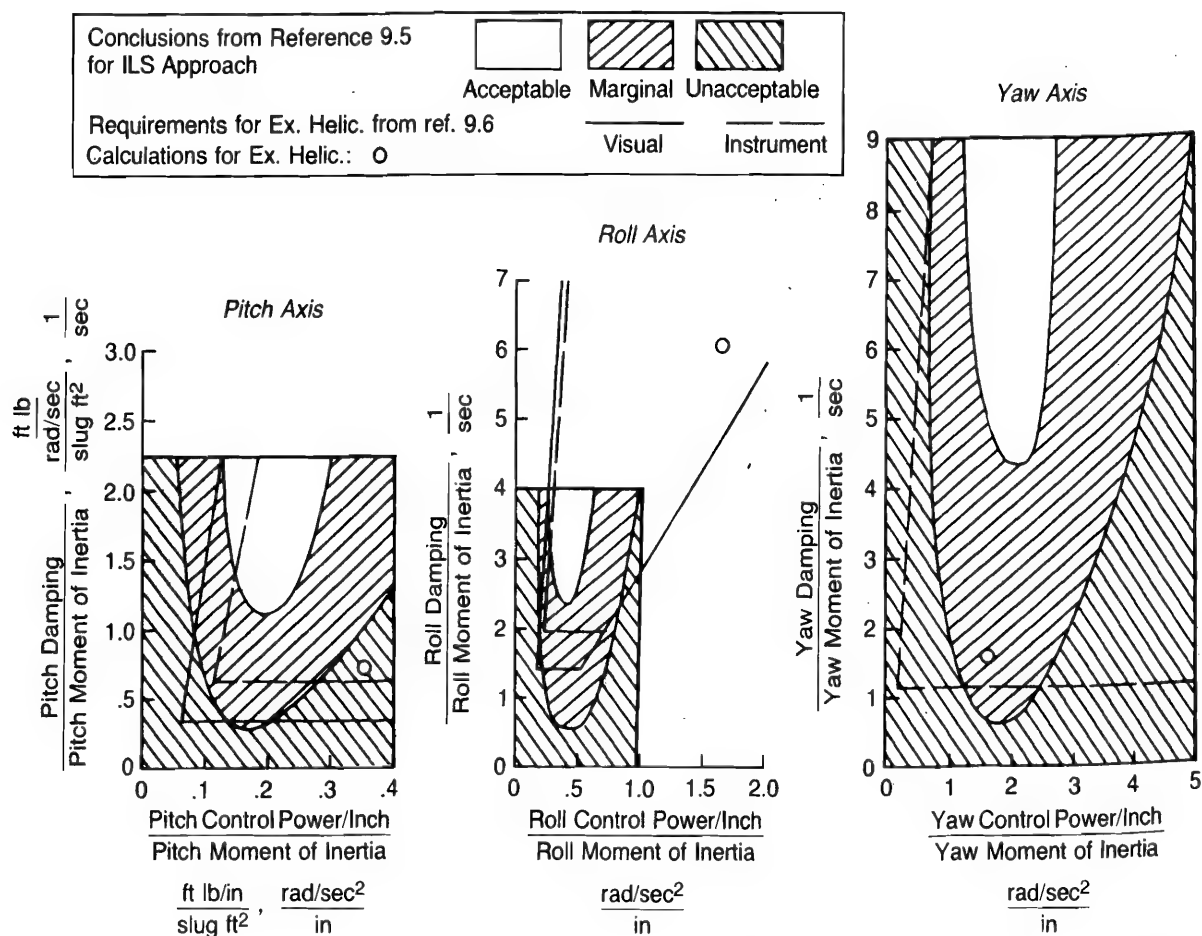 Conclusions from Reference 9.5
for ILS Approach
Acceptable Marginal Unacceptable
Requirements for Ex. Helic. from ref. 9.6
Calculations for Ex. Helic.: O
Visual Instrument
Pitch Axis
3.0
2.5
2.0
1.5
1.0
.5
0
0 .1 .2 .3 .4
Pitch Damping
Pitch Moment of Inertia
,
ft lb
rad/sec
slug ft²
,
1
sec
Pitch Control Power/Inch
Pitch Moment of Inertia
ft lb/in
slug ft²
,
rad/sec²
in
Roll Axis
7
6
5
4
3
2
1
0
0 .5 1.0 1.5 2.0
Roll Damping
Roll Moment of Inertia
,
1
sec
Roll Control Power/Inch
Roll Moment of Inertia
rad/sec²
in
Yaw Axis
9
8
7
6
5
4
3
2
1
0
0 1 2 3 4 5
Yaw Damping
Yaw Moment of Inertia
,
1
sec
Yaw Control Power/Inch
Yaw Moment of Inertia
rad/sec²
in